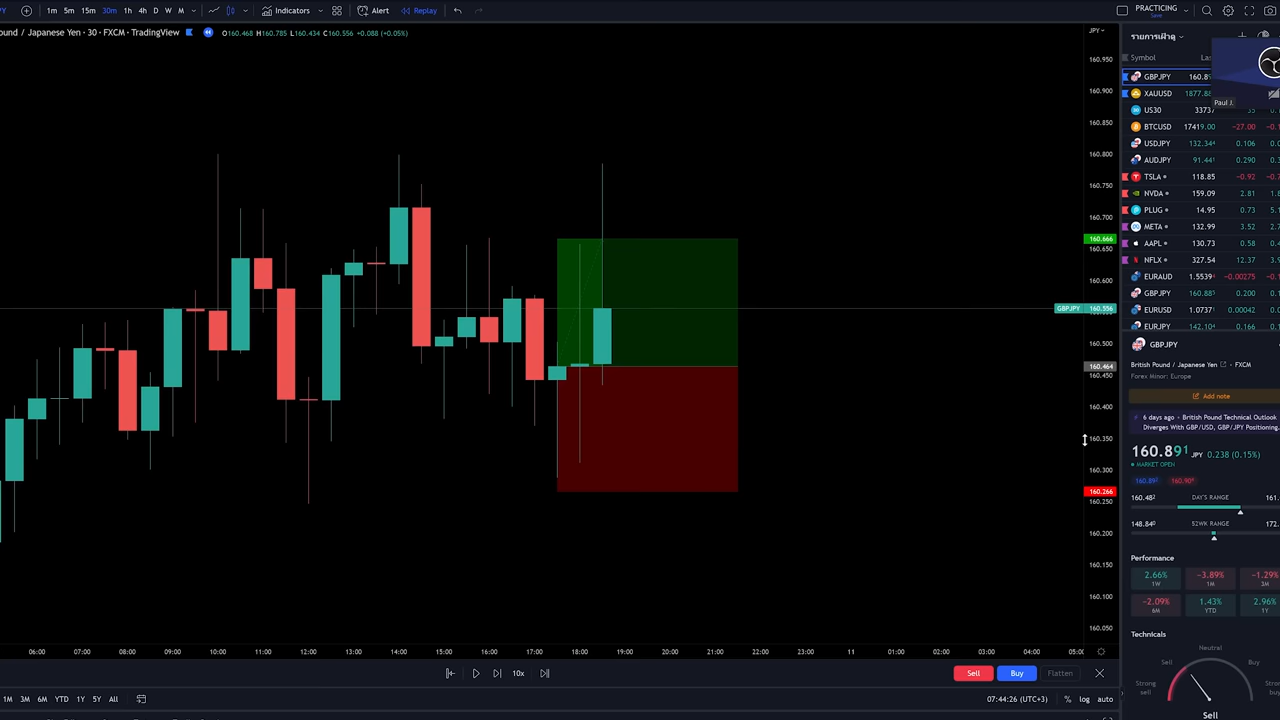 1m 5m 15m 30m 1h 4h D W M Indicators Alert Replay PRACTICING
Save
ound / Japanese Yen · 30 · FXCM · TradingView O160.468 H160.785 L160.434 C160.556 +0.088 (+0.05%) JPY
รายการเฝ้าดู
Symbol Las
GBPJPY 160.89
Paul J.
XAUUSD 1877.88
US30 33737
BTCUSD 17419.00 -27.00
USDJPY 132.344 0.106
AUDJPY 91.441 0.290
TSLA 118.85 -0.92
NVDA 159.09 2.81
PLUG 14.95 0.73
META 132.99 3.52
AAPL 130.73 0.58
NFLX 327.54 12.37
EURAUD 1.5539 -0.00275
GBPJPY 160.885 0.200
EURUSD 1.0737 0.00042
EURJPY 142.104 0.166
160.950
160.900
160.850
160.800
160.750
160.700
160.666
160.650
160.600
GBPJPY 160.556
160.500
160.464
160.450
160.400
160.350
160.300
160.266
160.250
160.200
160.150
160.100
160.050
GBPJPY
British Pound / Japanese Yen · FXCM
Forex Minor: Europe
Add note
6 days ago · British Pound Technical Outlook
Diverges With GBP/USD, GBP/JPY Positioning,
160.891 JPY 0.238 (0.15%)
MARKET OPEN
160.89 160.90
160.482 DAY'S RANGE 161.
148.840 52WK RANGE 172.
Performance
2.66% -3.89% -1.29%
1W 1M 3M
-2.09% 1.43% 2.96%
6M YTD 1Y
Technicals
Neutral
Sell Buy
Strong sell Strong buy
Sell
06:00 07:00 08:00 09:00 10:00 11:00 12:00 13:00 14:00 15:00 16:00 17:00 18:00 19:00 20:00 21:00 22:00 23:00 11 01:00 02:00 03:00 04:00 05:00
10x Sell Buy Flatten
1M 3M 6M YTD 1Y 5Y All 07:44:26 (UTC+3) % log auto